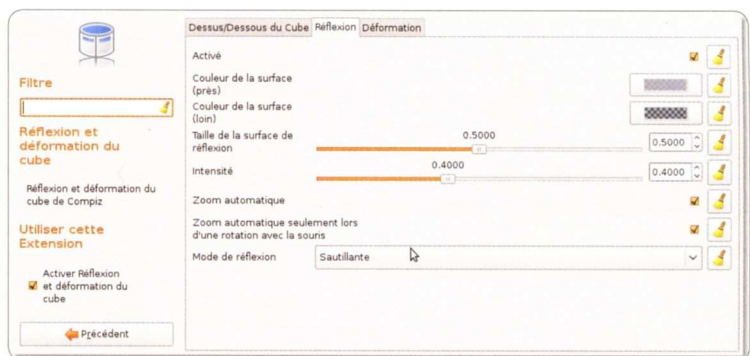 Filtre
Réflexion et
déformation du
cube
Réflexion et déformation du
cube de Compiz
Utiliser cette
Extension
Activer Réflexion
et déformation du
cube
Précédent
Dessus/Dessous du Cube Réflexion Déformation
Activé
Couleur de la surface
(près)
Couleur de la surface
(loin)
Taille de la surface de
réflexion
0.5000
0.5000
Intensité
0.4000
0.4000
Zoom automatique
Zoom automatique seulement lors
d'une rotation avec la souris
Mode de réflexion
Sautillante